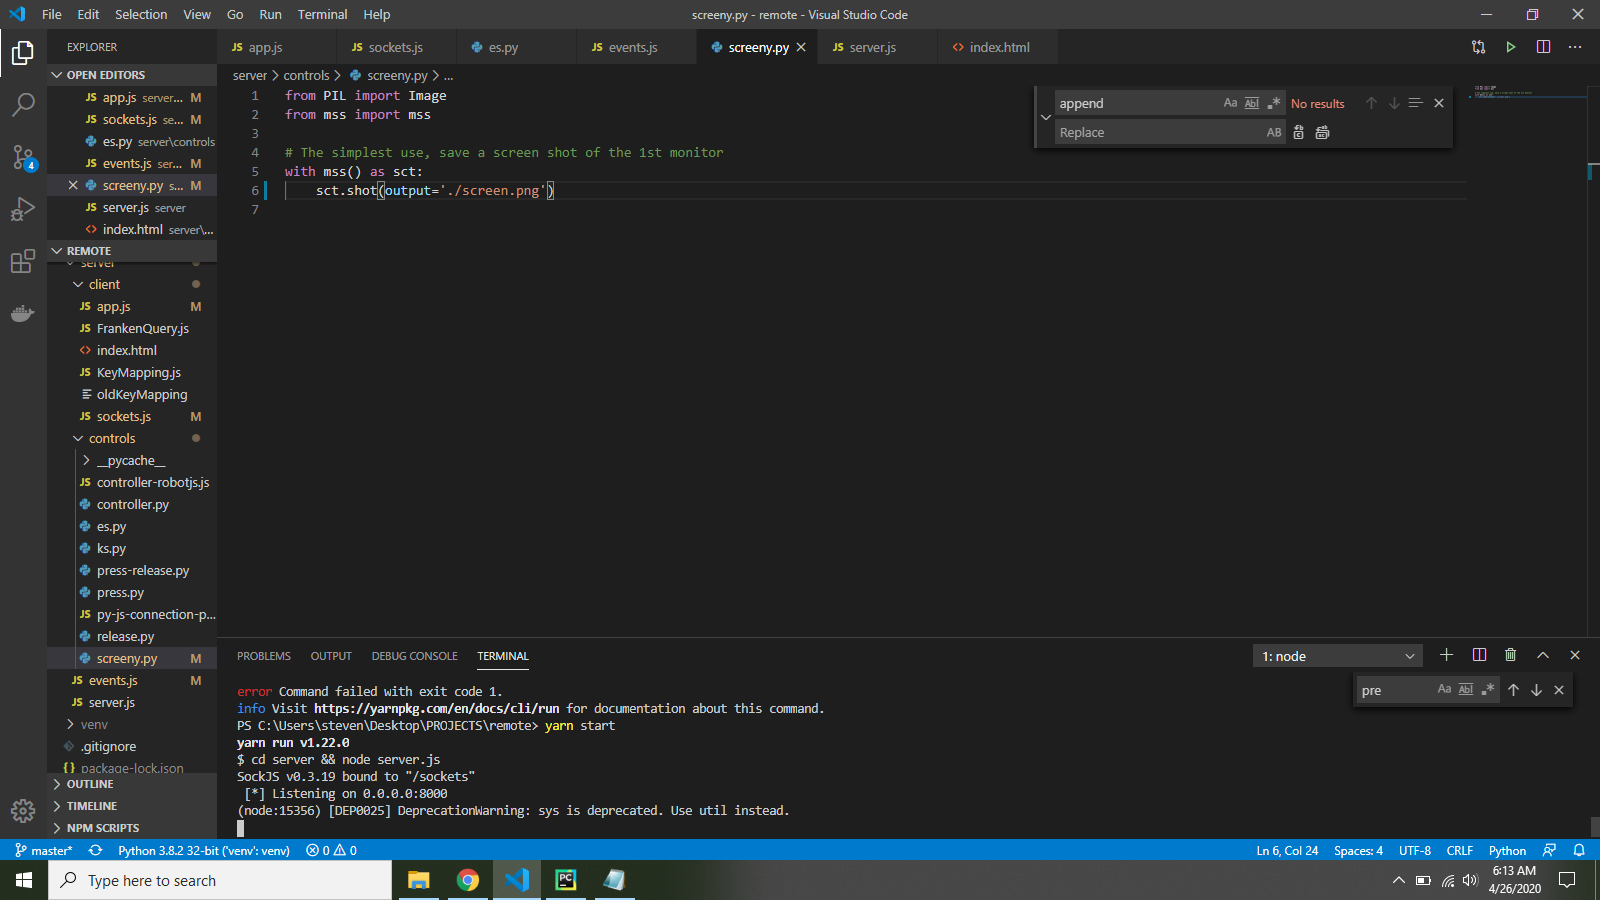 File Edit Selection View Go Run Terminal Help
screeny.py - remote - Visual Studio Code
EXPLORER
OPEN EDITORS
JS app.js server... M
JS sockets.js se... M
es.py server\controls
JS events.js ser... M
screeny.py s... M
JS server.js server
<> index.html server\...
REMOTE
server
client
JS app.js M
JS FrankenQuery.js
<> index.html
JS KeyMapping.js
oldKeyMapping
JS sockets.js M
controls
__pycache__
JS controller-robotjs.js
controller.py
es.py
ks.py
press-release.py
press.py
JS py-js-connection-p...
release.py
screeny.py M
JS events.js M
JS server.js
venv
.gitignore
{} package-lock.json
OUTLINE
TIMELINE
NPM SCRIPTS
4
JS app.js JS sockets.js es.py JS events.js screeny.py JS server.js <> index.html
server > controls > screeny.py > ...
1 from PIL import Image
2 from mss import mss
3
4 # The simplest use, save a screen shot of the 1st monitor
5 with mss() as sct:
6 sct.shot(output='./screen.png')
7
append Aa Abl .* No results
Replace AB
PROBLEMS OUTPUT DEBUG CONSOLE TERMINAL
1: node
pre Aa Abl .*
error Command failed with exit code 1.
info Visit https://yarnpkg.com/en/docs/cli/run for documentation about this command.
PS C:\Users\steven\Desktop\PROJECTS\remote> yarn start
yarn run v1.22.0
$ cd server && node server.js
SockJS v0.3.19 bound to "/sockets"
[*] Listening on 0.0.0.0:8000
(node:15356) [DEP0025] DeprecationWarning: sys is deprecated. Use util instead.
master* Python 3.8.2 32-bit ('venv': venv) 0 0
Ln 6, Col 24 Spaces: 4 UTF-8 CRLF Python
Type here to search
PC
6:13 AM
4/26/2020